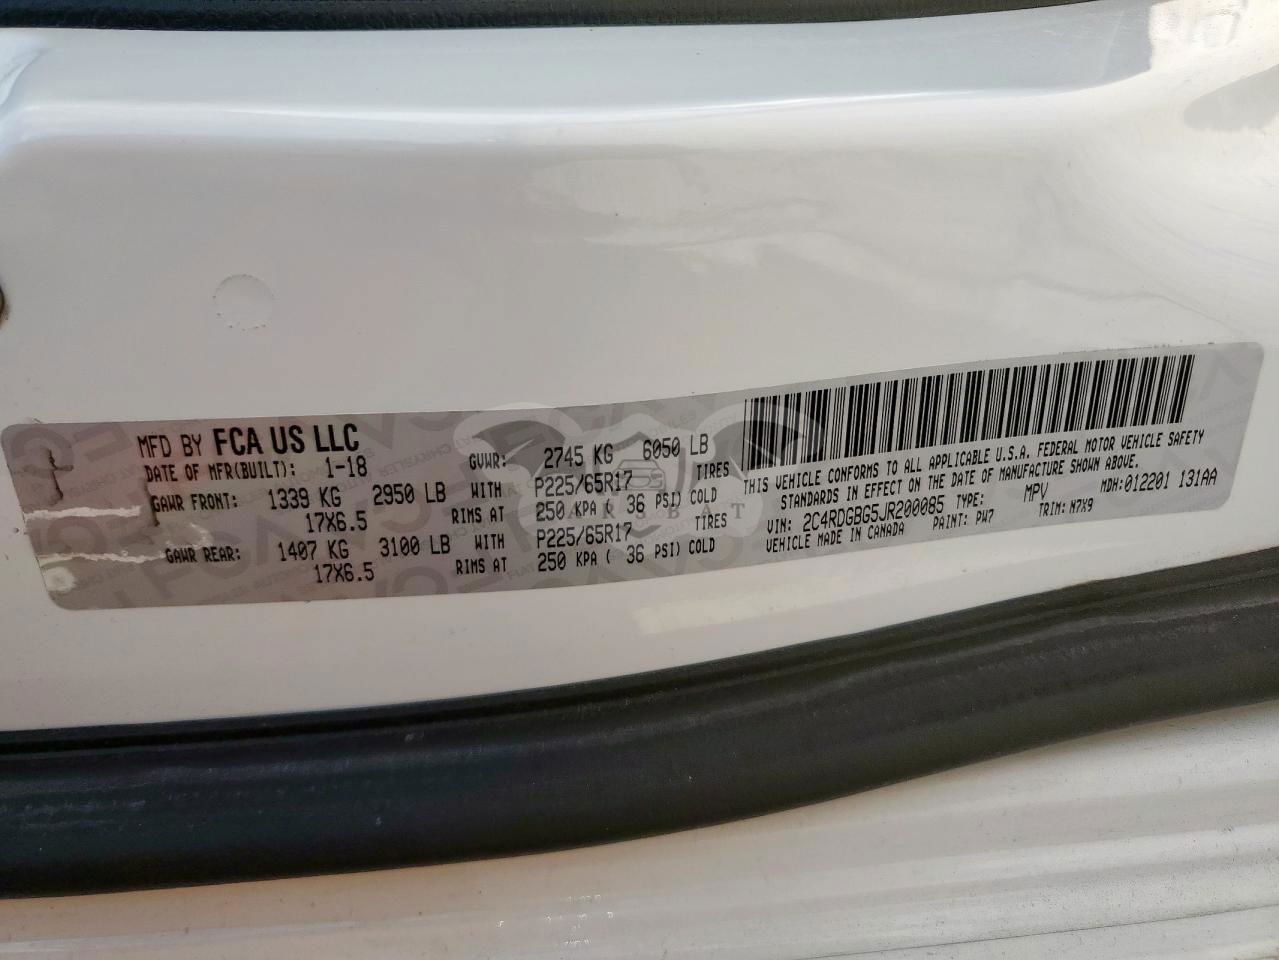 MFD BY FCA US LLC
DATE OF MFR(BUILT): 1-18 GVWR: 2745 KG 6050 LB
GAWR FRONT: 1339 KG 2950 LB WITH P225/65R17 TIRES
17X6.5 RIMS AT 250 KPA ( 36 PSI) COLD
GAWR REAR: 1407 KG 3100 LB WITH P225/65R17 TIRES
17X6.5 RIMS AT 250 KPA ( 36 PSI) COLD
THIS VEHICLE CONFORMS TO ALL APPLICABLE U.S.A. FEDERAL MOTOR VEHICLE SAFETY
STANDARDS IN EFFECT ON THE DATE OF MANUFACTURE SHOWN ABOVE.
MDH:012201 131AA
VIN: 2C4RDGBG5JR200085 TYPE: MPV
VEHICLE MADE IN CANADA PAINT: PW7 TRIM: N7X9